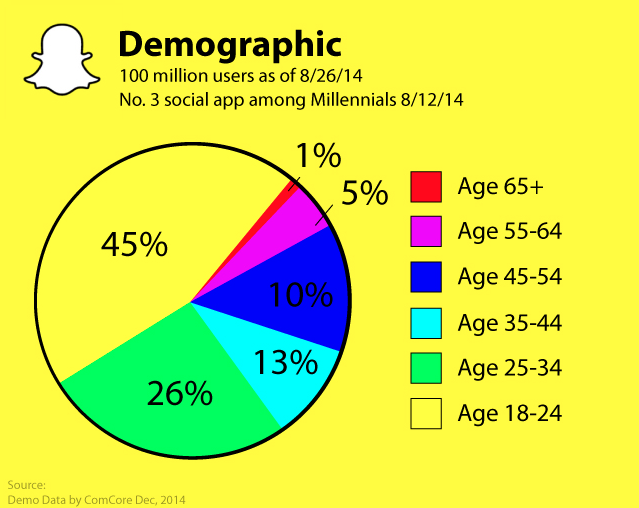 Demographic
100 million users as of 8/26/14
No. 3 social app among Millennials 8/12/14
1%
5%
45%
10%
13%
26%
Age 65+
Age 55-64
Age 45-54
Age 35-44
Age 25-34
Age 18-24
Source:
Demo Data by ComCore Dec, 2014